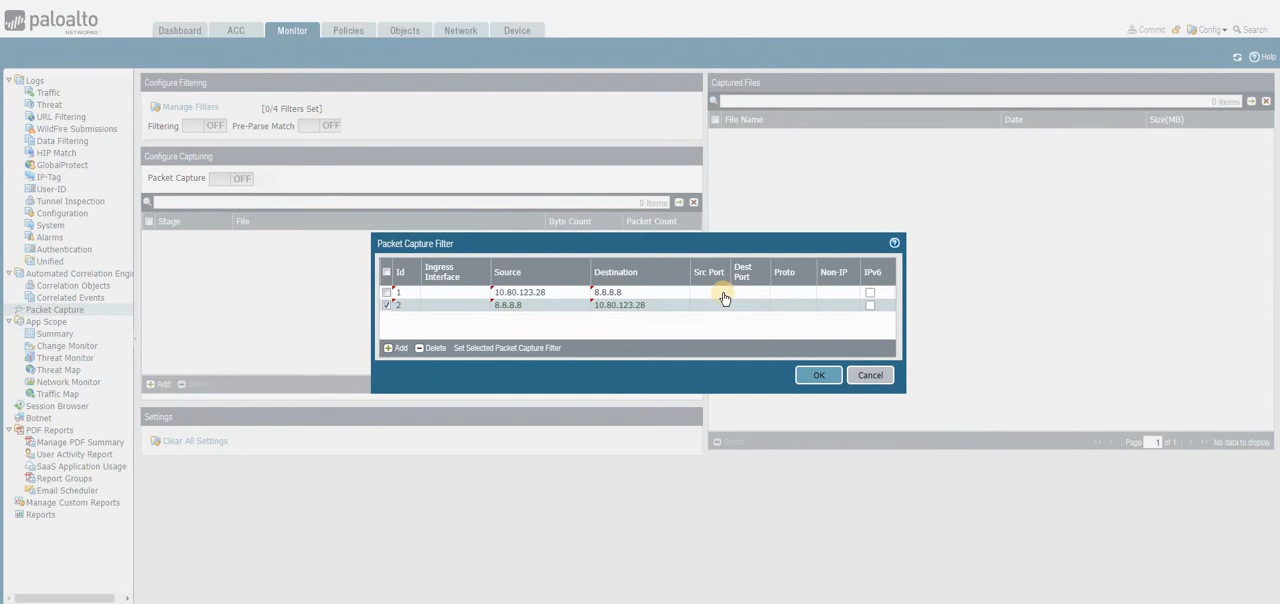 paloalto
NETWORKS
Dashboard
ACC
Monitor
Policies
Objects
Network
Device
Commit
Config
Search
Help
Logs
Traffic
Threat
URL Filtering
WildFire Submissions
Data Filtering
HIP Match
GlobalProtect
IP-Tag
User-ID
Tunnel Inspection
Configuration
System
Alarms
Authentication
Unified
Automated Correlation Engi
Correlation Objects
Correlated Events
Packet Capture
App Scope
Summary
Change Monitor
Threat Monitor
Threat Map
Network Monitor
Traffic Map
Session Browser
Botnet
PDF Reports
Manage PDF Summary
User Activity Report
SaaS Application Usage
Report Groups
Email Scheduler
Manage Custom Reports
Reports
Configure Filtering
Manage Filters [0/4 Filters Set]
Filtering OFF Pre-Parse Match OFF
Configure Capturing
Packet Capture OFF
0 items
Stage File Byte Count Packet Count
Add
Settings
Clear All Settings
Captured Files
0 items
File Name Date Size(MB)
Page 1 of 1 No data to display
Packet Capture Filter
Id Ingress Interface Source Destination Src Port Dest Port Proto Non-IP IPv6
1 10.80.123.28 8.8.8.8
2 8.8.8.8 10.80.123.28
Add Delete Set Selected Packet Capture Filter
OK Cancel